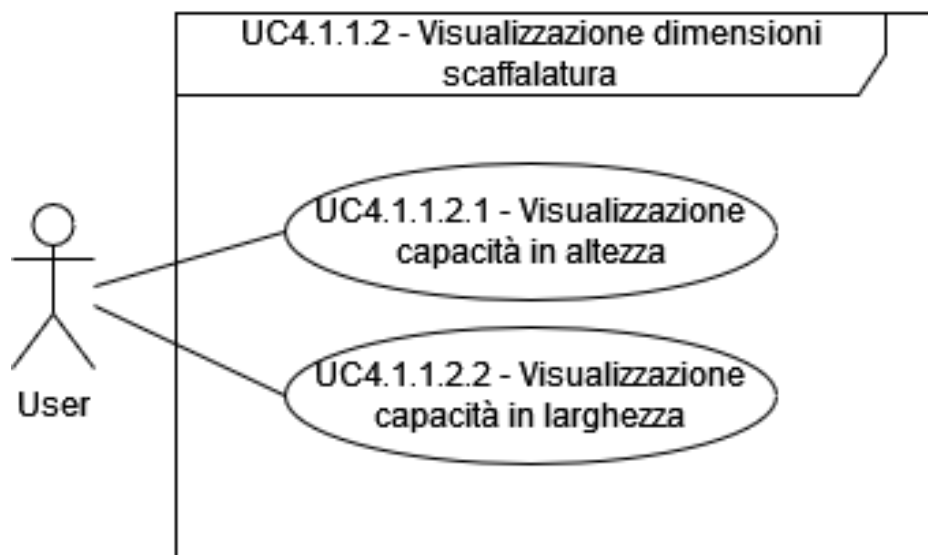 UC4.1.1.2 - Visualizzazione dimensioni
scaffalatura
UC4.1.1.2.1 - Visualizzazione
capacità in altezza
UC4.1.1.2.2 - Visualizzazione
capacità in larghezza
User